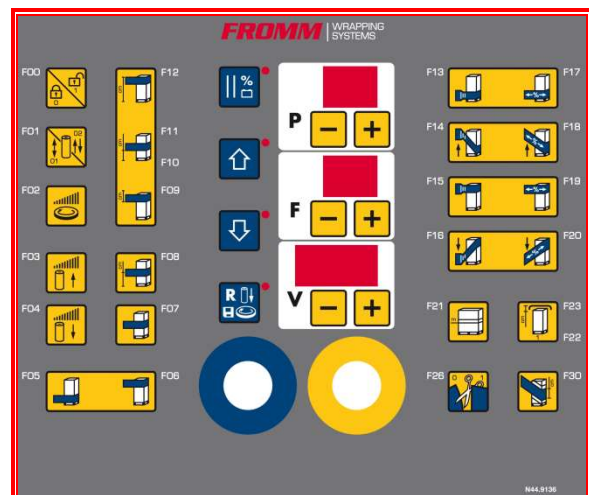 FROMM WRAPPING
SYSTEMS
F00
F12
F13
F17
%
P
- +
F01
F11
F14
F18
F10
F02
F09
F15
F19
F
- +
F03
F08
F16
F20
R
V
- +
F04
F07
F21
F23
F22
F05
F06
F26
F30
N44.9136